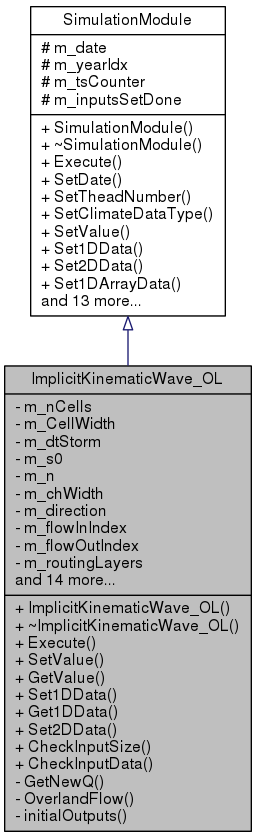 SimulationModule
# m_date
# m_yearIdx
# m_tsCounter
# m_inputsSetDone
+ SimulationModule()
+ ~SimulationModule()
+ Execute()
+ SetDate()
+ SetTheadNumber()
+ SetClimateDataType()
+ SetValue()
+ Set1DData()
+ Set2DData()
+ Set1DArrayData()
and 13 more...
ImplicitKinematicWave_OL
- m_nCells
- m_CellWidth
- m_dtStorm
- m_s0
- m_n
- m_chWidth
- m_direction
- m_flowInIndex
- m_flowOutIndex
- m_routingLayers
and 14 more...
+ ImplicitKinematicWave_OL()
+ ~ImplicitKinematicWave_OL()
+ Execute()
+ SetValue()
+ GetValue()
+ Set1DData()
+ Get1DData()
+ Set2DData()
+ CheckInputSize()
+ CheckInputData()
- GetNewQ()
- OverlandFlow()
- initialOutputs()